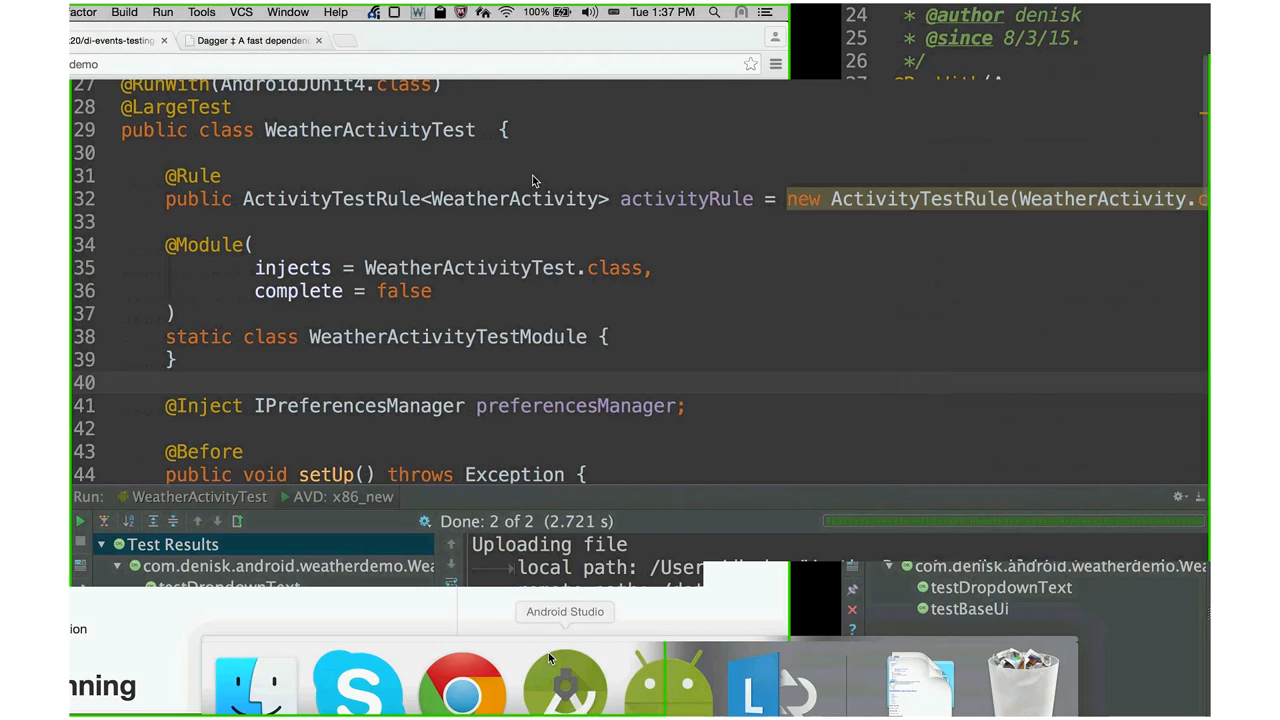 factor Build Run Tools VCS Window Help 100% Tue 1:37 PM
20/di-events-testing- Dagger ‡ A fast dependen
demo
24 * @author denisk
25 * @since 8/3/15.
26 */
27 @RunWith(AndroidJUnit4.class)
28 @LargeTest
29 public class WeatherActivityTest {
30
31 @Rule
32 public ActivityTestRule<WeatherActivity> activityRule = new ActivityTestRule(WeatherActivity.c
33
34 @Module(
35 injects = WeatherActivityTest.class,
36 complete = false
37 )
38 static class WeatherActivityTestModule {
39 }
40
41 @Inject IPreferencesManager preferencesManager;
42
43 @Before
44 public void setUp() throws Exception {
Run: WeatherActivityTest AVD: x86_new
Done: 2 of 2 (2.721 s)
Test Results
Uploading file
com.denisk.android.weatherdemo.Wea
local path: /User
com.denisk.android.weatherdemo.Wea
testDropdownText
testDropdownText
testBaseUi
Android Studio
ion
nning